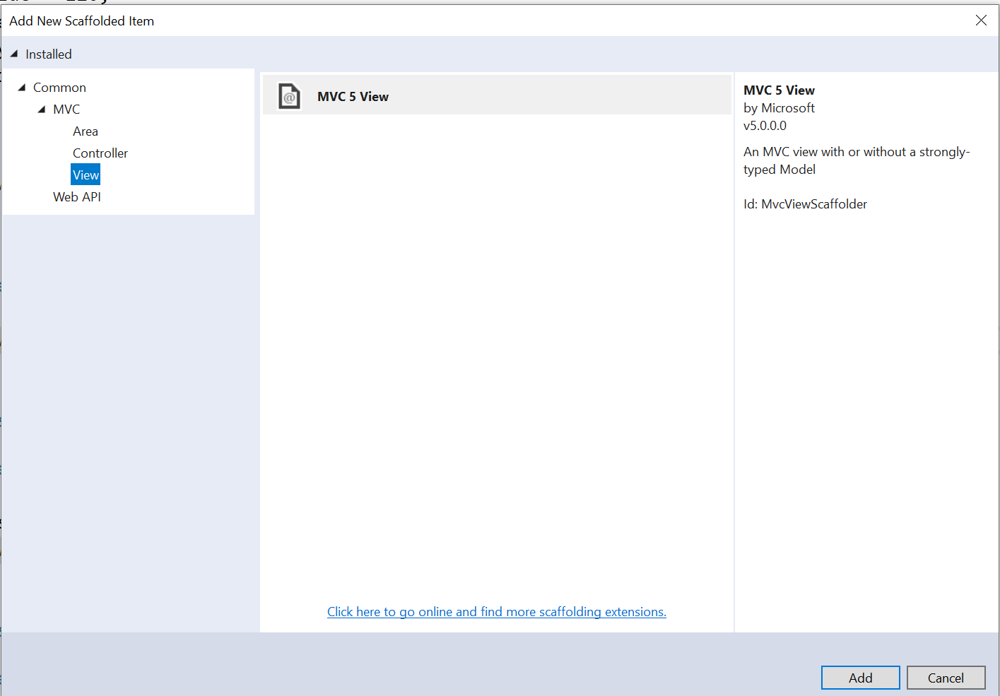 Add New Scaffolded Item
Installed
Common
MVC
Area
Controller
View
Web API
MVC 5 View
Click here to go online and find more scaffolding extensions.
MVC 5 View
by Microsoft
v5.0.0.0
An MVC view with or without a strongly-
typed Model
Id: MvcViewScaffolder
Add
Cancel